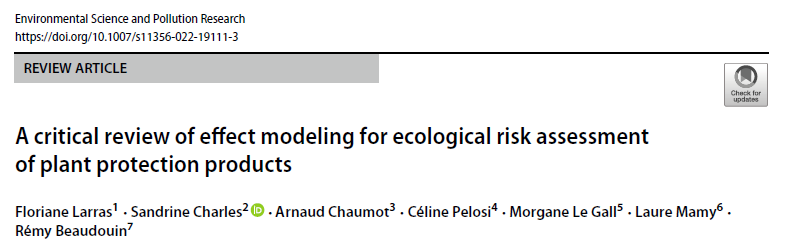 Environmental Science and Pollution Research
https://doi.org/10.1007/s11356-022-19111-3
REVIEW ARTICLE
Check for
updates
A critical review of effect modeling for ecological risk assessment
of plant protection products
Floriane Larras1 · Sandrine Charles2 iD · Arnaud Chaumot3 · Céline Pelosi4 · Morgane Le Gall5 · Laure Mamy6 ·
Rémy Beaudouin7